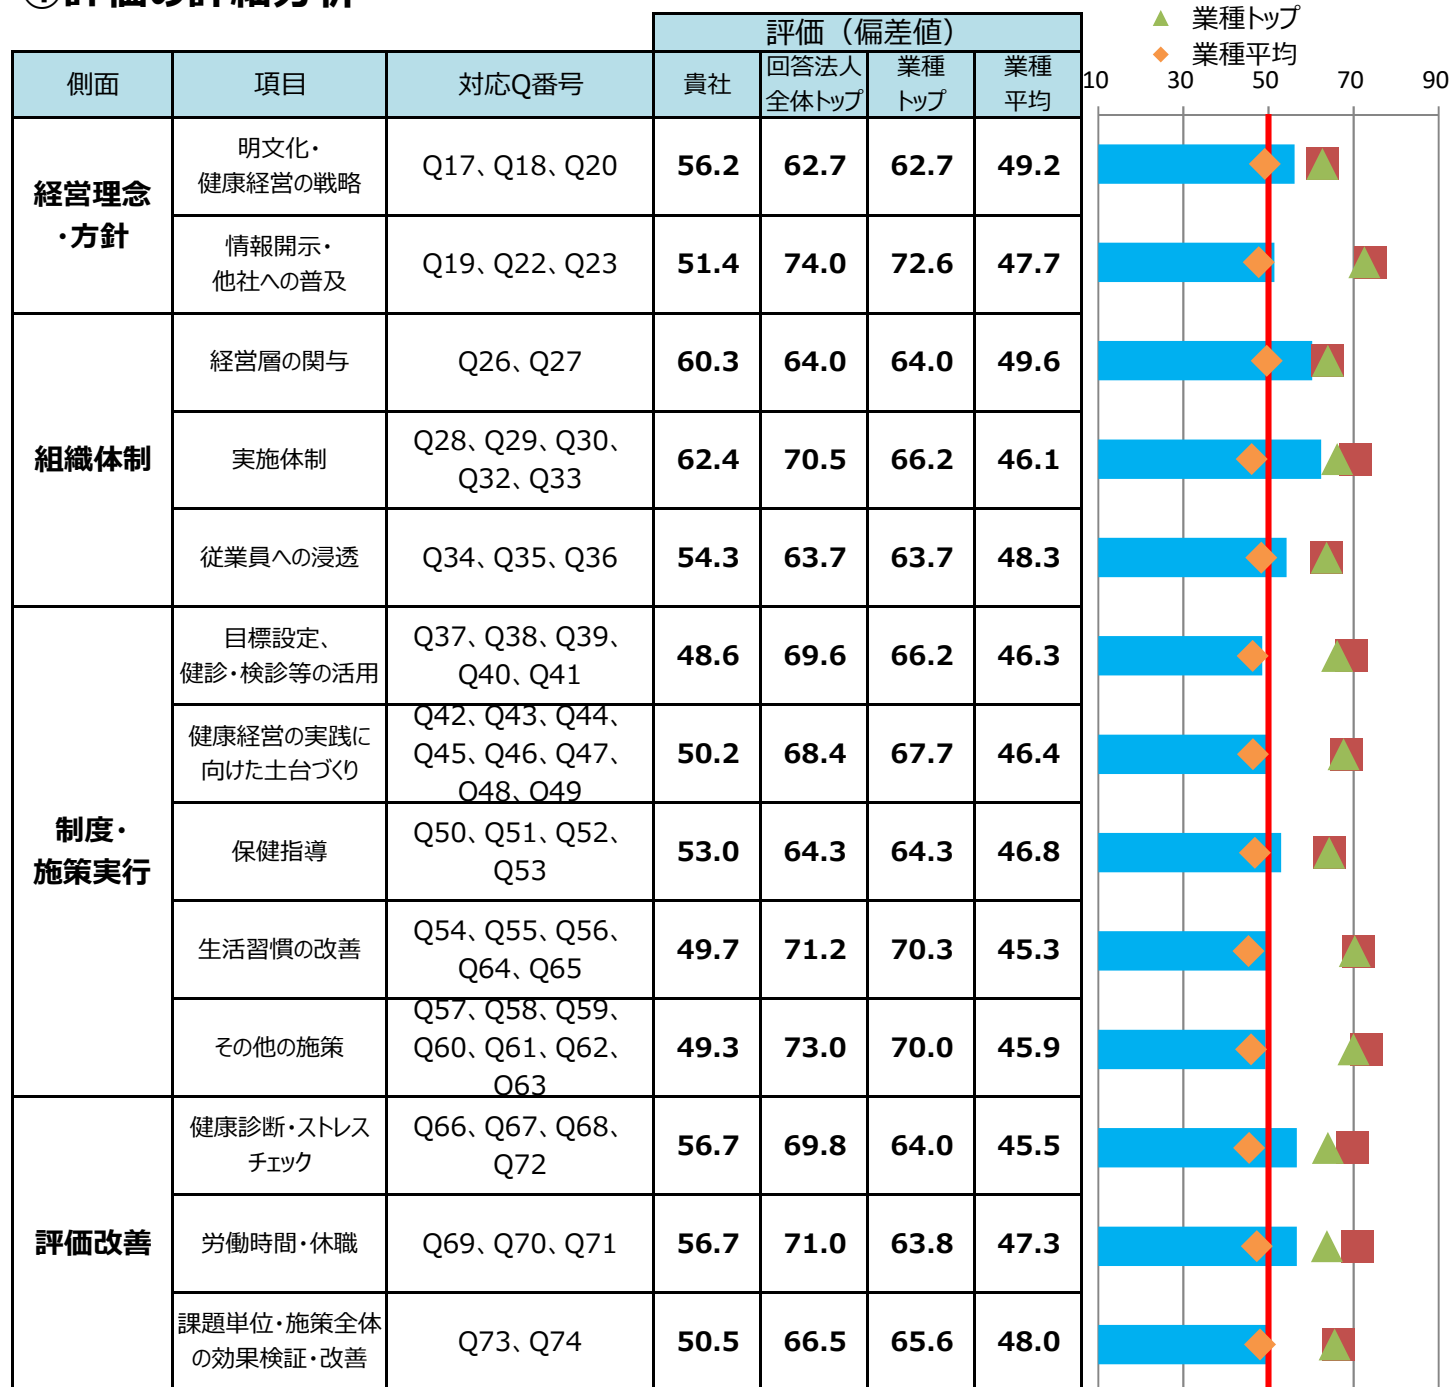 ①評価の詳細分析
業種トップ
業種平均
評価（偏差値）
側面 項目 対応Q番号 貴社 回答法人 業種 業種
全体トップ トップ 平均
10 30 50 70 90
経営理念
・方針
明文化・
健康経営の戦略
Q17、Q18、Q20 56.2 62.7 62.7 49.2
情報開示・
他社への普及
Q19、Q22、Q23 51.4 74.0 72.6 47.7
組織体制
経営層の関与 Q26、Q27 60.3 64.0 64.0 49.6
実施体制
Q28、Q29、Q30、
Q32、Q33
62.4 70.5 66.2 46.1
従業員への浸透 Q34、Q35、Q36 54.3 63.7 63.7 48.3
制度・
施策実行
目標設定、
健診・検診等の活用
Q37、Q38、Q39、
Q40、Q41
48.6 69.6 66.2 46.3
健康経営の実践に
向けた土台づくり
Q42、Q43、Q44、
Q45、Q46、Q47、
Q48、Q49
50.2 68.4 67.7 46.4
保健指導
Q50、Q51、Q52、
Q53
53.0 64.3 64.3 46.8
生活習慣の改善
Q54、Q55、Q56、
Q64、Q65
49.7 71.2 70.3 45.3
その他の施策
Q57、Q58、Q59、
Q60、Q61、Q62、
Q63
49.3 73.0 70.0 45.9
評価改善
健康診断・ストレス
チェック
Q66、Q67、Q68、
Q72
56.7 69.8 64.0 45.5
労働時間・休職 Q69、Q70、Q71 56.7 71.0 63.8 47.3
課題単位・施策全体
の効果検証・改善
Q73、Q74 50.5 66.5 65.6 48.0